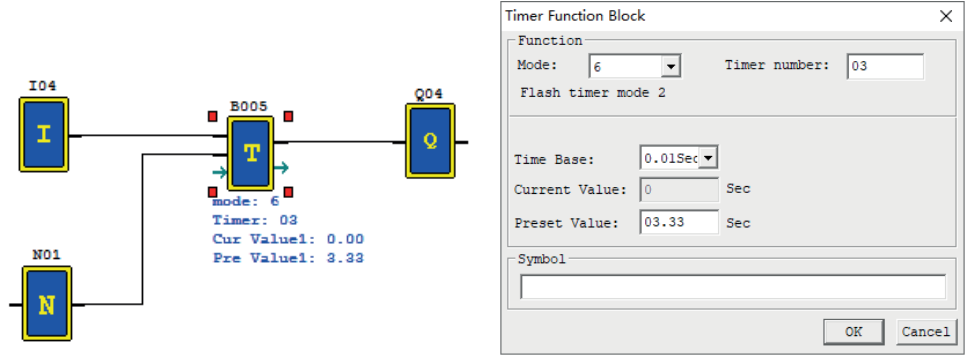 I04
I
B005
T
Q04
Q
mode: 6
Timer: 03
Cur Value1: 0.00
Pre Value1: 3.33
N01
N
Timer Function Block
Function
Mode: 6 Timer number: 03
Flash timer mode 2
Time Base: 0.01Sec
Current Value: 0 Sec
Preset Value: 03.33 Sec
Symbol
OK Cancel